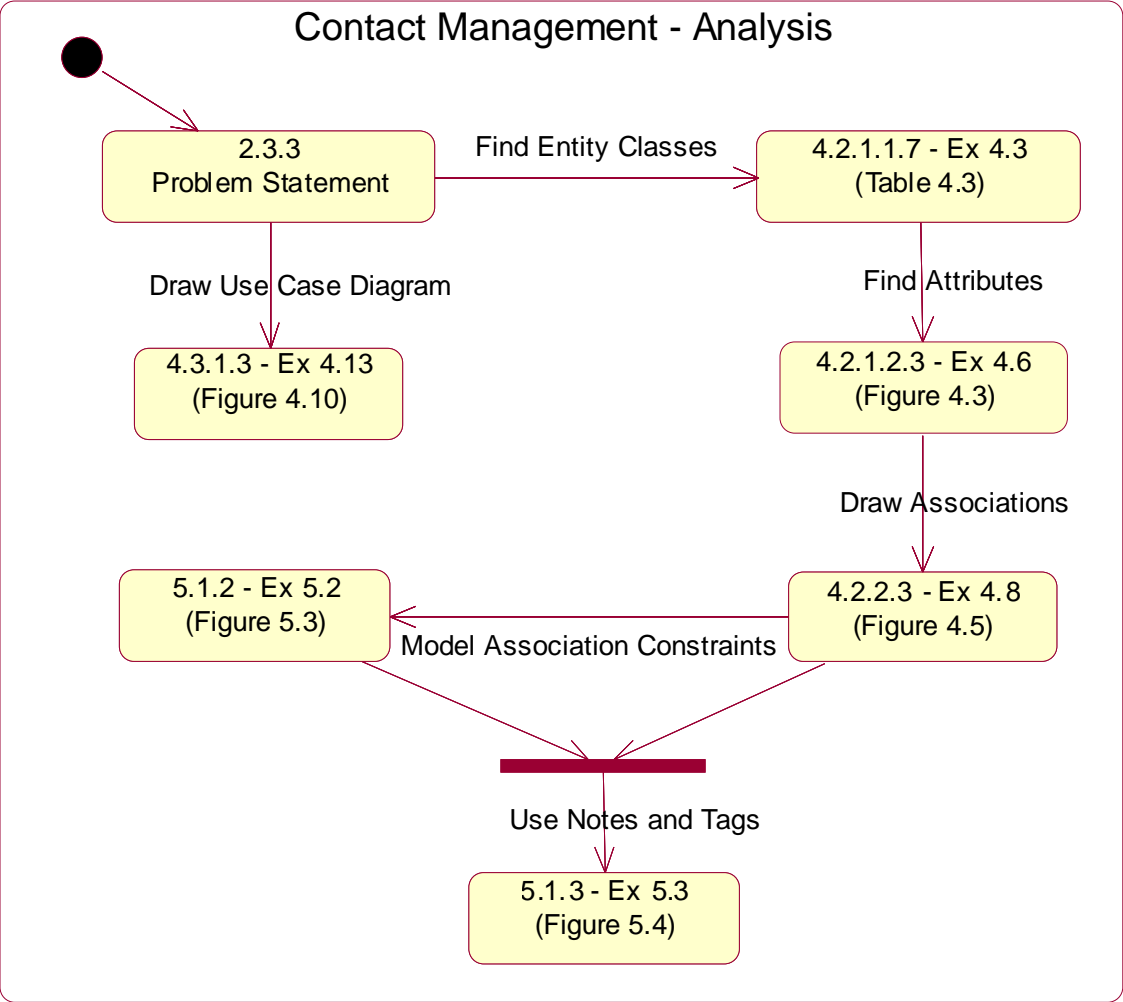 Contact Management - Analysis
2.3.3
Problem Statement
Find Entity Classes
4.2.1.1.7 - Ex 4.3
(Table 4.3)
Draw Use Case Diagram
Find Attributes
4.3.1.3 - Ex 4.13
(Figure 4.10)
4.2.1.2.3 - Ex 4.6
(Figure 4.3)
Draw Associations
5.1.2 - Ex 5.2
(Figure 5.3)
4.2.2.3 - Ex 4.8
(Figure 4.5)
Model Association Constraints
Use Notes and Tags
5.1.3 - Ex 5.3
(Figure 5.4)